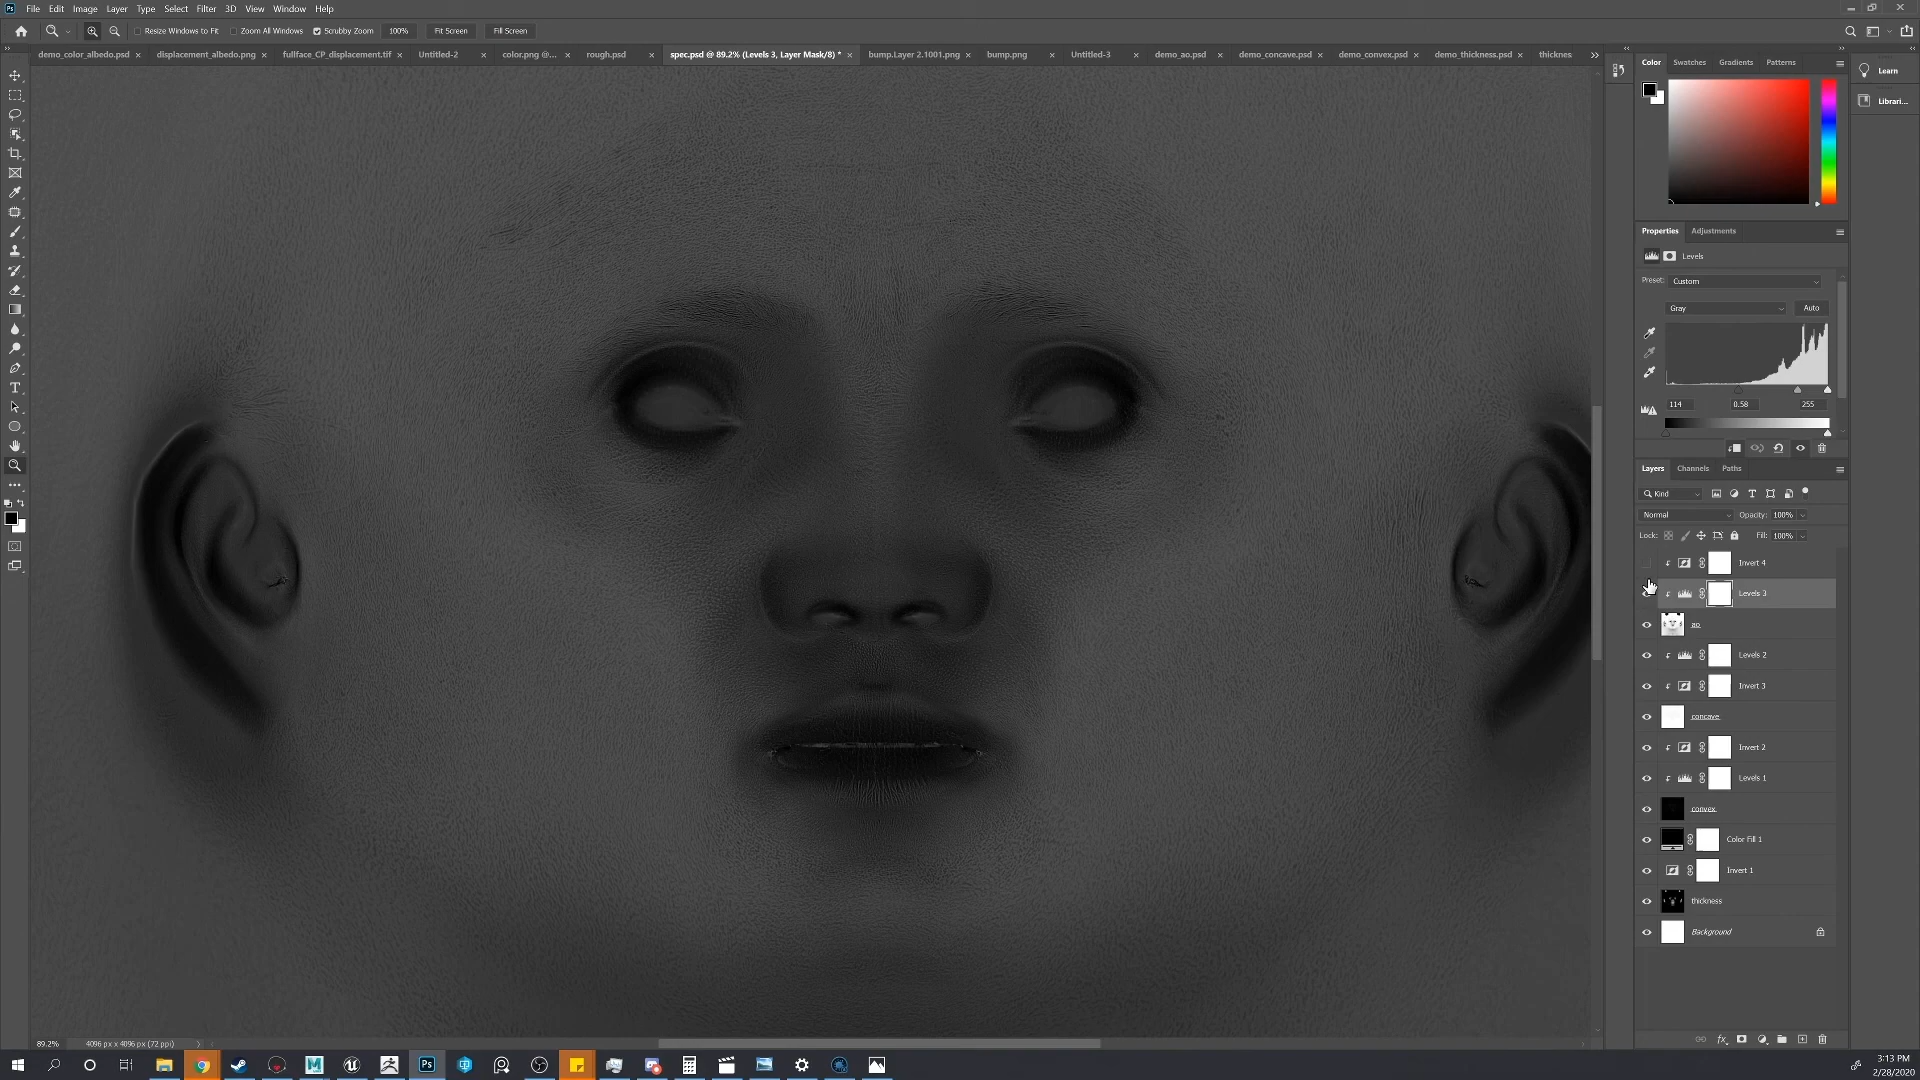 Ps File Edit Image Layer Type Select Filter 3D View Window Help
Resize Windows to Fit Zoom All Windows Scrubby Zoom 100% Fit Screen Fill Screen
demo_color_albedo.psd × displacement_albedo.png × fullface_CP_displacement.tif × Untitled-2 × color.png @... × rough.psd × spec.psd @ 89.2% (Levels 3, Layer Mask/8) * × bump.Layer 2.1001.png × bump.png × Untitled-3 × demo_ao.psd × demo_concave.psd × demo_convex.psd × demo_thickness.psd × thicknes
Color Swatches Gradients Patterns
Learn
Librari...
Properties Adjustments
Levels
Preset: Custom
Gray Auto
114 0.58 255
Layers Channels Paths
Kind
Normal Opacity: 100%
Lock: Fill: 100%
Invert 4
Levels 3
ao
Levels 2
Invert 3
concave
Invert 2
Levels 1
convex
Color Fill 1
Invert 1
thickness
Background
89.2% 4096 px x 4096 px (72 ppi)
3:13 PM
2/28/2020